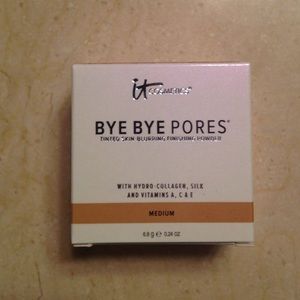 it
COSMETICS®
BYE BYE PORES®
TINTED SKIN BLURRING FINISHING POWDER
WITH HYDRO-COLLAGEN, SILK
AND VITAMINS A, C & E
MEDIUM
6.8 g ℮ 0.24 OZ